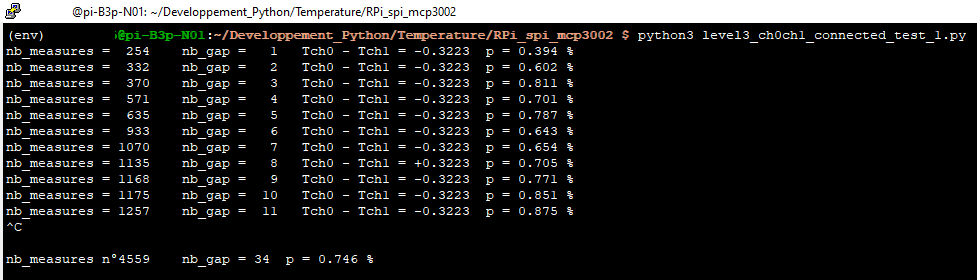 @pi-B3p-N01: ~/Developpement_Python/Temperature/RPi_spi_mcp3002
(env) @pi-B3p-N01:~/Developpement_Python/Temperature/RPi_spi_mcp3002 $ python3 level3_ch0ch1_connected_test_1.py
nb_measures = 254 nb_gap = 1 Tch0 - Tch1 = -0.3223 p = 0.394 %
nb_measures = 332 nb_gap = 2 Tch0 - Tch1 = -0.3223 p = 0.602 %
nb_measures = 370 nb_gap = 3 Tch0 - Tch1 = -0.3223 p = 0.811 %
nb_measures = 571 nb_gap = 4 Tch0 - Tch1 = -0.3223 p = 0.701 %
nb_measures = 635 nb_gap = 5 Tch0 - Tch1 = -0.3223 p = 0.787 %
nb_measures = 933 nb_gap = 6 Tch0 - Tch1 = -0.3223 p = 0.643 %
nb_measures = 1070 nb_gap = 7 Tch0 - Tch1 = -0.3223 p = 0.654 %
nb_measures = 1135 nb_gap = 8 Tch0 - Tch1 = +0.3223 p = 0.705 %
nb_measures = 1168 nb_gap = 9 Tch0 - Tch1 = -0.3223 p = 0.771 %
nb_measures = 1175 nb_gap = 10 Tch0 - Tch1 = -0.3223 p = 0.851 %
nb_measures = 1257 nb_gap = 11 Tch0 - Tch1 = -0.3223 p = 0.875 %
^C
nb_measures n°4559 nb_gap = 34 p = 0.746 %